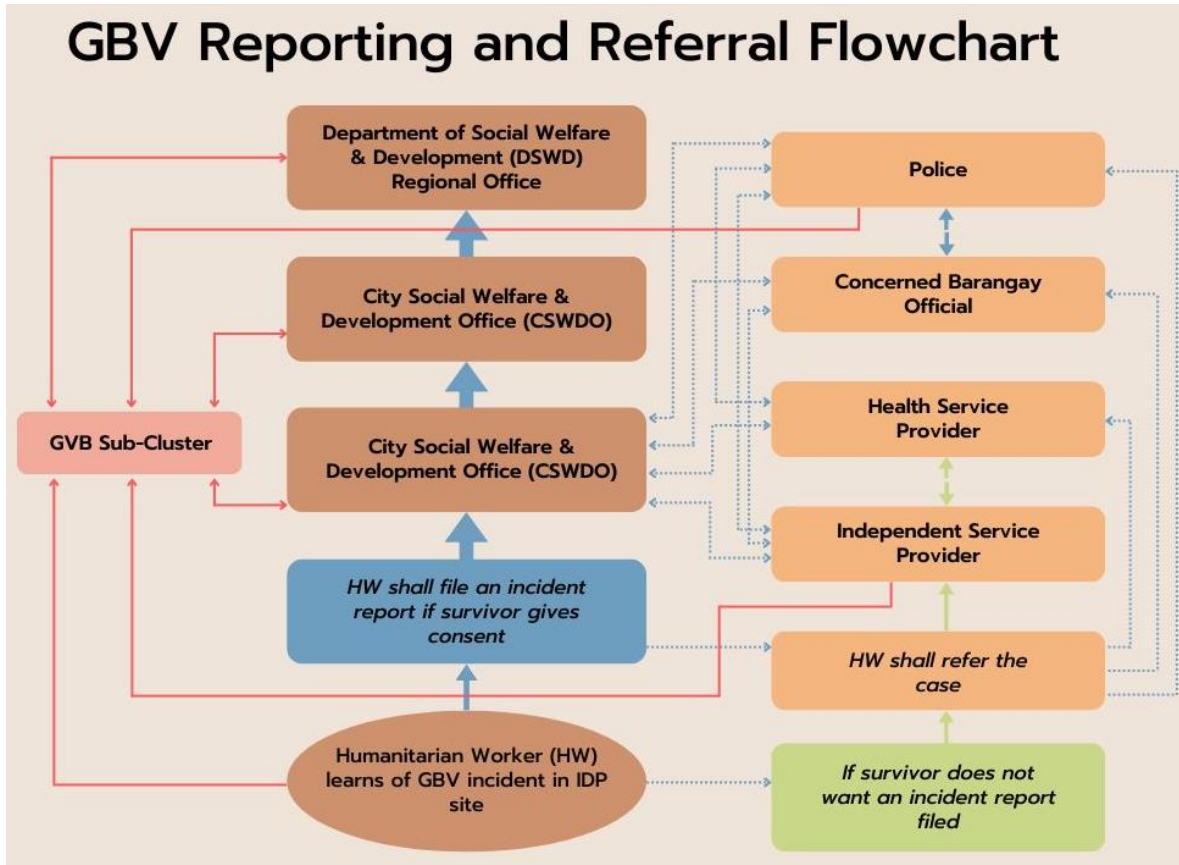 GBV Reporting and Referral Flowchart
Department of Social Welfare
& Development (DSWD)
Regional Office
City Social Welfare &
Development Office (CSWDO)
City Social Welfare &
Development Office (CSWDO)
HW shall file an incident
report if survivor gives
consent
Humanitarian Worker (HW)
learns of GBV incident in IDP
site
GVB Sub-Cluster
Police
Concerned Barangay
Official
Health Service
Provider
Independent Service
Provider
HW shall refer the
case
If survivor does not
want an incident report
filed